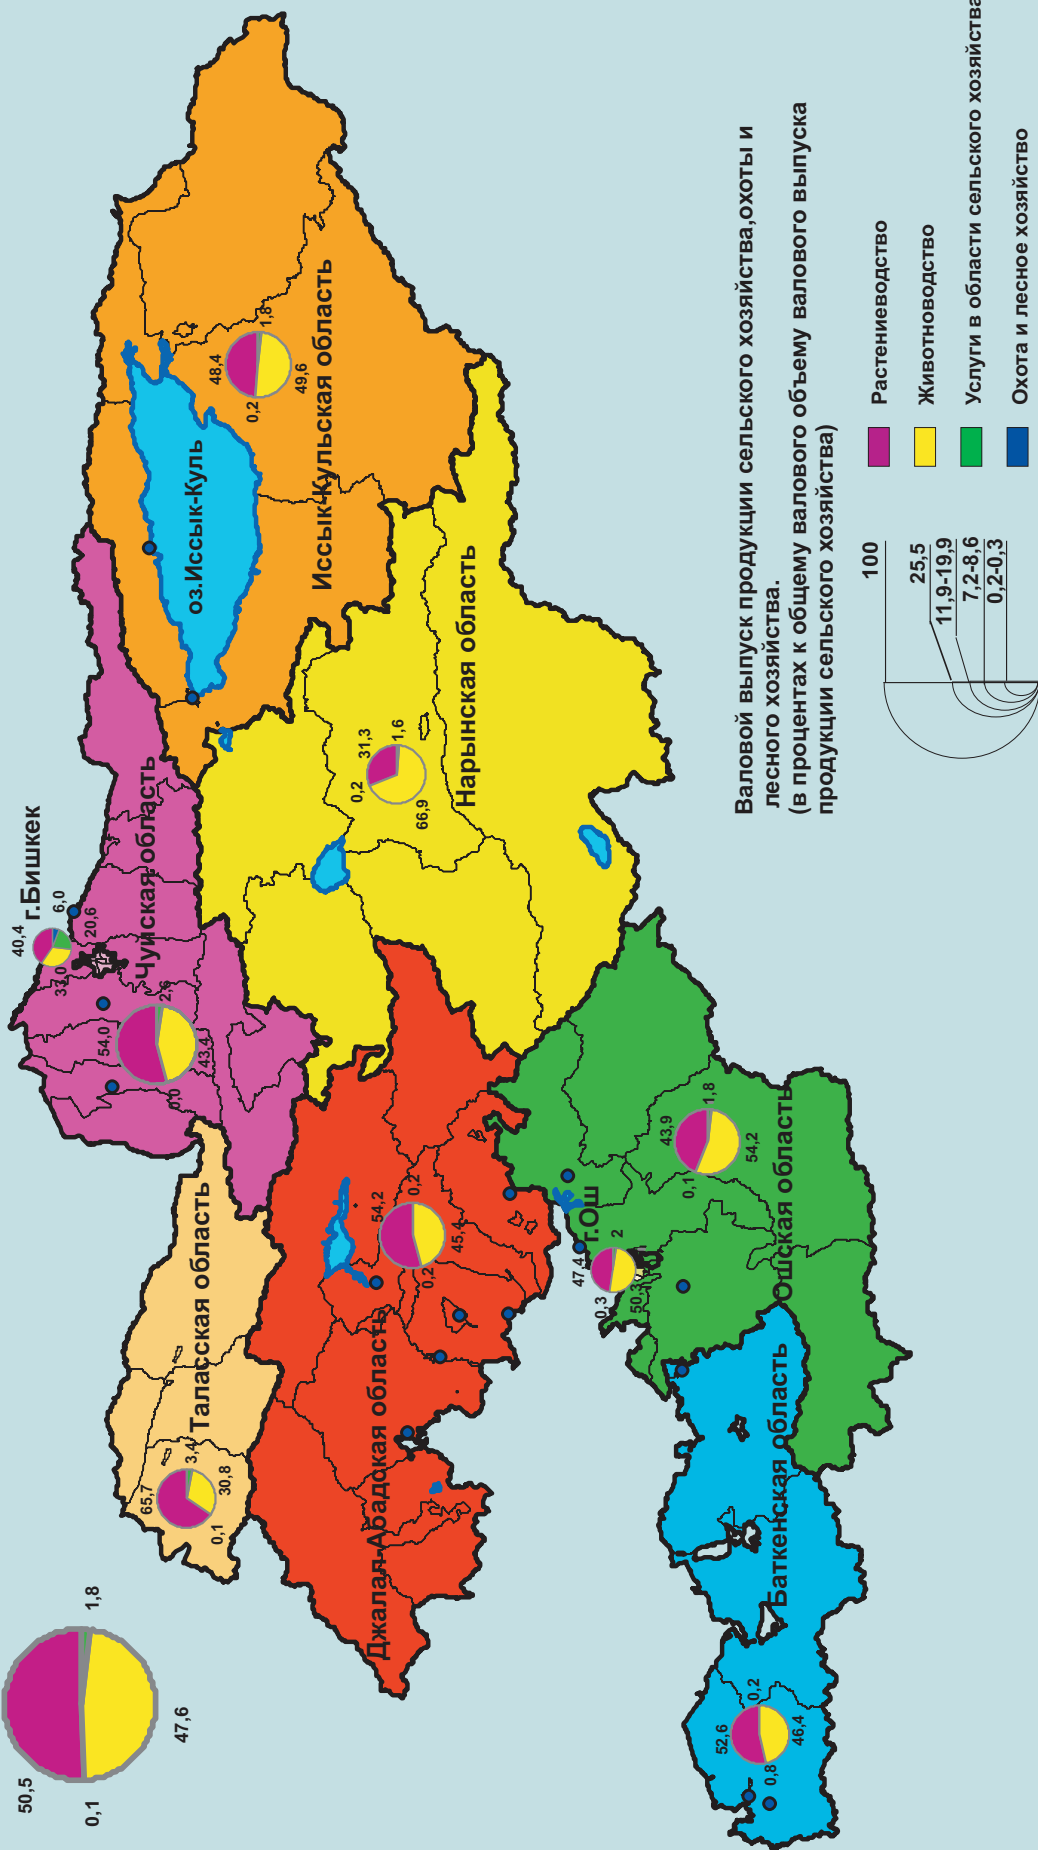 50,5
1,8
47,6
0,1
г.Бишкек
40,4
6,0
20,6
33,0
Чуйская область
54,0
2,6
43,4
0,0
оз.Иссык-Куль
Иссык-Кульская область
48,4
1,8
49,6
0,2
Таласская область
65,7
3,4
30,8
0,1
Нарынская область
31,3
1,6
66,9
0,2
Джалал-Абадская область
54,2
0,2
45,4
0,2
г.Ош
47,4
2
50,3
0,3
Ошская область
43,9
1,8
54,2
0,1
Баткенская область
52,6
0,2
46,4
0,8
Валовой выпуск продукции сельского хозяйства,охоты и
лесного хозяйства.
(в процентах к общему валового объему валового выпуска
продукции сельского хозяйства)
100
25,5
11,9-19,9
7,2-8,6
0,2-0,3
Растениеводство
Животноводство
Услуги в области сельского хозяйства
Охота и лесное хозяйство